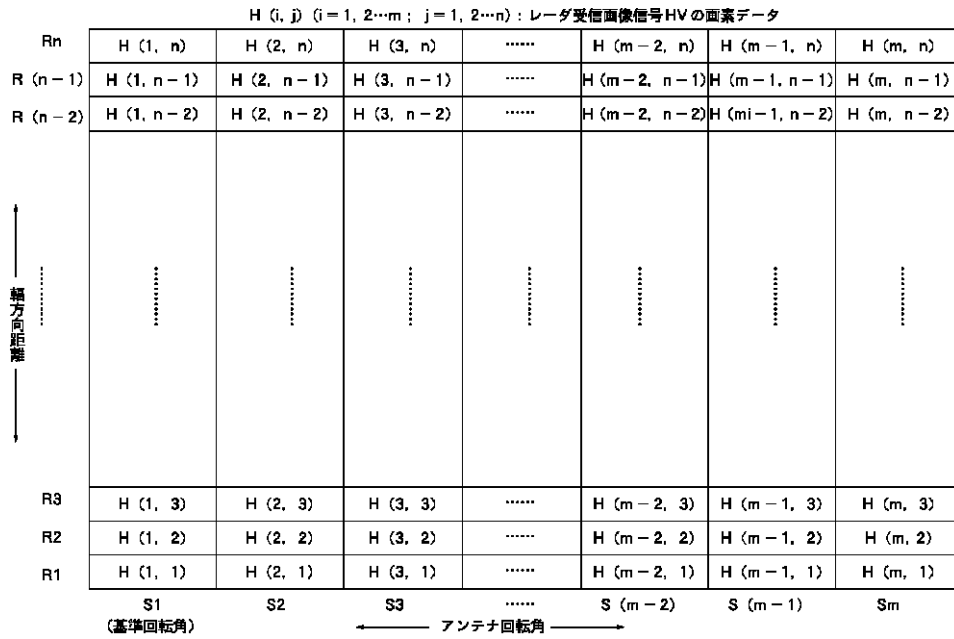 H (i, j) (i = 1, 2…m ; j = 1, 2…n) : レーダ受信画像信号HVの画素データ
Rn H (1, n) H (2, n) H (3, n) …… H (m-2, n) H (m-1, n) H (m, n)
R (n-1) H (1, n-1) H (2, n-1) H (3, n-1) …… H (m-2, n-1) H (m-1, n-1) H (m, n-1)
R (n-2) H (1, n-2) H (2, n-2) H (3, n-2) …… H (m-2, n-2) H (mi-1, n-2) H (m, n-2)
幅方向距離
R3 H (1, 3) H (2, 3) H (3, 3) …… H (m-2, 3) H (m-1, 3) H (m, 3)
R2 H (1, 2) H (2, 2) H (3, 2) …… H (m-2, 2) H (m-1, 2) H (m, 2)
R1 H (1, 1) H (2, 1) H (3, 1) …… H (m-2, 1) H (m-1, 1) H (m, 1)
S1 S2 S3 …… S (m-2) S (m-1) Sm
(基準回転角) アンテナ回転角